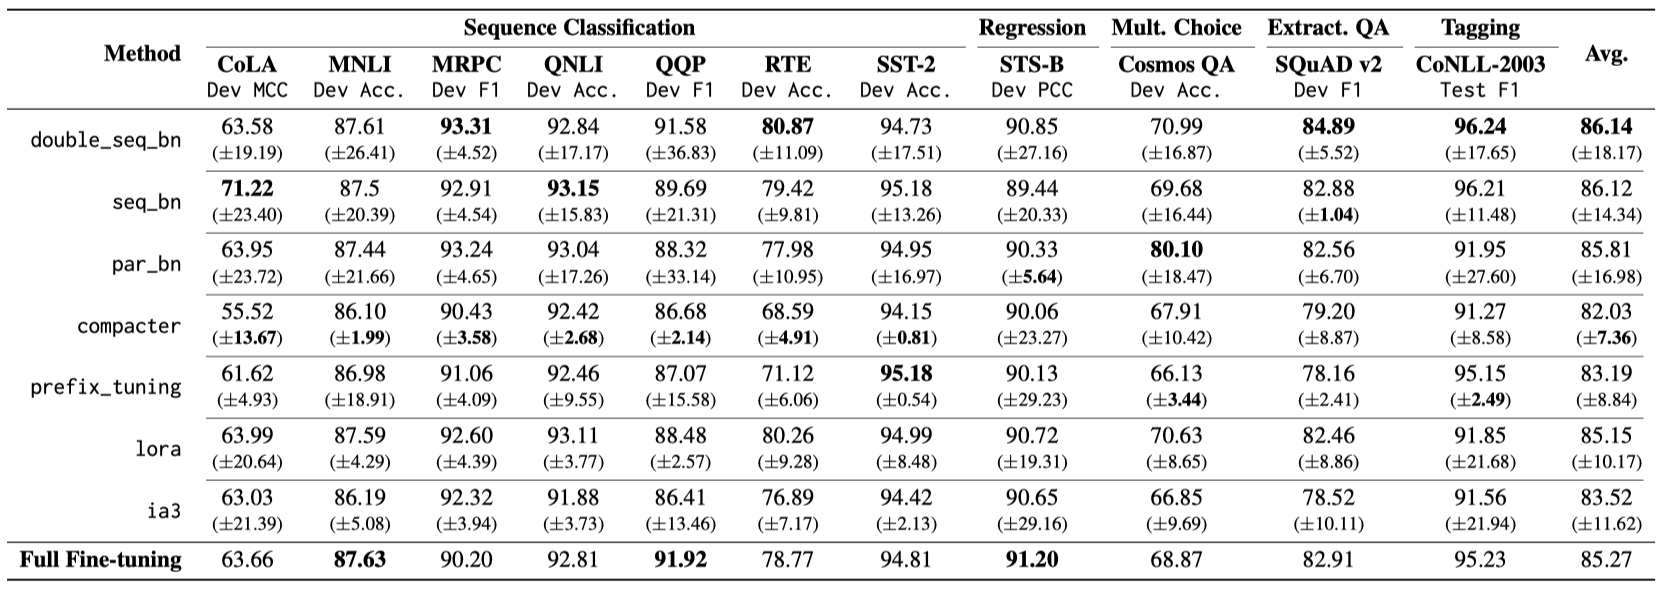 Method Sequence Classification Regression Mult. Choice Extract. QA Tagging Avg.
CoLA MNLI MRPC QNLI QQP RTE SST-2 STS-B Cosmos QA SQuAD v2 CoNLL-2003
Dev MCC Dev Acc. Dev F1 Dev Acc. Dev F1 Dev Acc. Dev Acc. Dev PCC Dev Acc. Dev F1 Test F1
double_seq_bn 63.58 87.61 93.31 92.84 91.58 80.87 94.73 90.85 70.99 84.89 96.24 86.14
(±19.19) (±26.41) (±4.52) (±17.17) (±36.83) (±11.09) (±17.51) (±27.16) (±16.87) (±5.52) (±17.65) (±18.17)
seq_bn 71.22 87.5 92.91 93.15 89.69 79.42 95.18 89.44 69.68 82.88 96.21 86.12
(±23.40) (±20.39) (±4.54) (±15.83) (±21.31) (±9.81) (±13.26) (±20.33) (±16.44) (±1.04) (±11.48) (±14.34)
par_bn 63.95 87.44 93.24 93.04 88.32 77.98 94.95 90.33 80.10 82.56 91.95 85.81
(±23.72) (±21.66) (±4.65) (±17.26) (±33.14) (±10.95) (±16.97) (±5.64) (±18.47) (±6.70) (±27.60) (±16.98)
compacter 55.52 86.10 90.43 92.42 86.68 68.59 94.15 90.06 67.91 79.20 91.27 82.03
(±13.67) (±1.99) (±3.58) (±2.68) (±2.14) (±4.91) (±0.81) (±23.27) (±10.42) (±8.87) (±8.58) (±7.36)
prefix_tuning 61.62 86.98 91.06 92.46 87.07 71.12 95.18 90.13 66.13 78.16 95.15 83.19
(±4.93) (±18.91) (±4.09) (±9.55) (±15.58) (±6.06) (±0.54) (±29.23) (±3.44) (±2.41) (±2.49) (±8.84)
lora 63.99 87.59 92.60 93.11 88.48 80.26 94.99 90.72 70.63 82.46 91.85 85.15
(±20.64) (±4.29) (±4.39) (±3.77) (±2.57) (±9.28) (±8.48) (±19.31) (±8.65) (±8.86) (±21.68) (±10.17)
ia3 63.03 86.19 92.32 91.88 86.41 76.89 94.42 90.65 66.85 78.52 91.56 83.52
(±21.39) (±5.08) (±3.94) (±3.73) (±13.46) (±7.17) (±2.13) (±29.16) (±9.69) (±10.11) (±21.94) (±11.62)
Full Fine-tuning 63.66 87.63 90.20 92.81 91.92 78.77 94.81 91.20 68.87 82.91 95.23 85.27